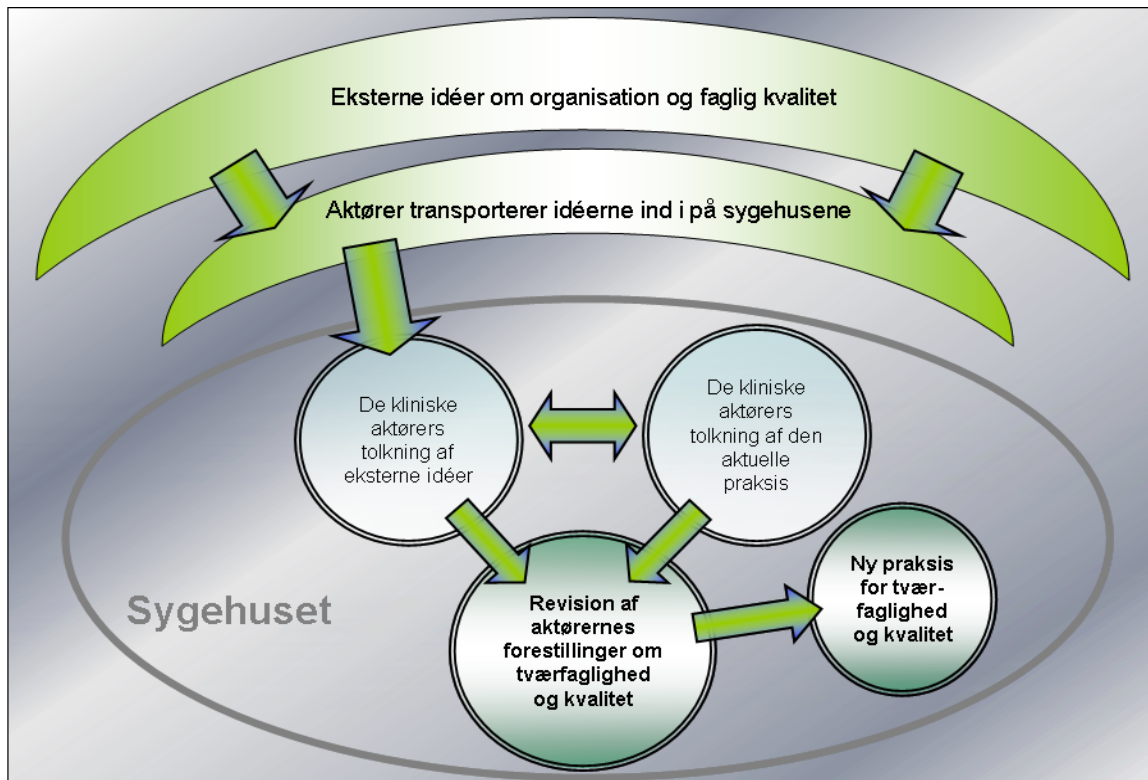 Eksterne idéer om organisation og faglig kvalitet
Aktører transporterer idéerne ind i på sygehusene
De kliniske
aktørers
tolkning af
eksterne idéer
De kliniske
aktørers
tolkning af den
aktuelle
praksis
Sygehuset
Revision af
aktørernes
forestillinger om
tværfaglighed
og kvalitet
Ny praksis
for tvær-
faglighed
og kvalitet